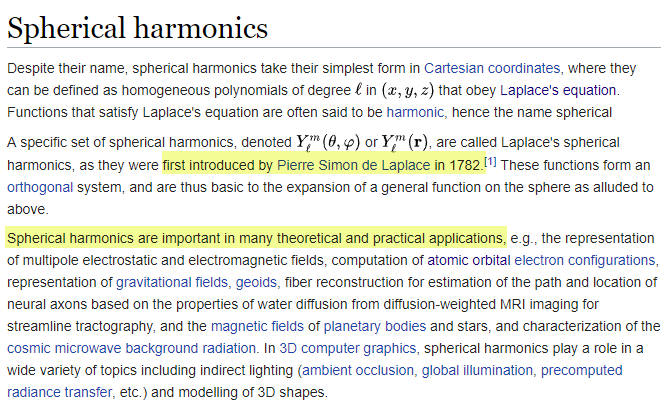 Spherical harmonics
Despite their name, spherical harmonics take their simplest form in Cartesian coordinates, where they
can be defined as homogeneous polynomials of degree ℓ in (x, y, z) that obey Laplace's equation.
Functions that satisfy Laplace's equation are often said to be harmonic, hence the name spherical
A specific set of spherical harmonics, denoted Yℓᵐ(θ, φ) or Yℓᵐ(r), are called Laplace's spherical
harmonics, as they were first introduced by Pierre Simon de Laplace in 1782.[1] These functions form an
orthogonal system, and are thus basic to the expansion of a general function on the sphere as alluded to
above.
Spherical harmonics are important in many theoretical and practical applications, e.g., the representation
of multipole electrostatic and electromagnetic fields, computation of atomic orbital electron configurations,
representation of gravitational fields, geoids, fiber reconstruction for estimation of the path and location of
neural axons based on the properties of water diffusion from diffusion-weighted MRI imaging for
streamline tractography, and the magnetic fields of planetary bodies and stars, and characterization of the
cosmic microwave background radiation. In 3D computer graphics, spherical harmonics play a role in a
wide variety of topics including indirect lighting (ambient occlusion, global illumination, precomputed
radiance transfer, etc.) and modelling of 3D shapes.